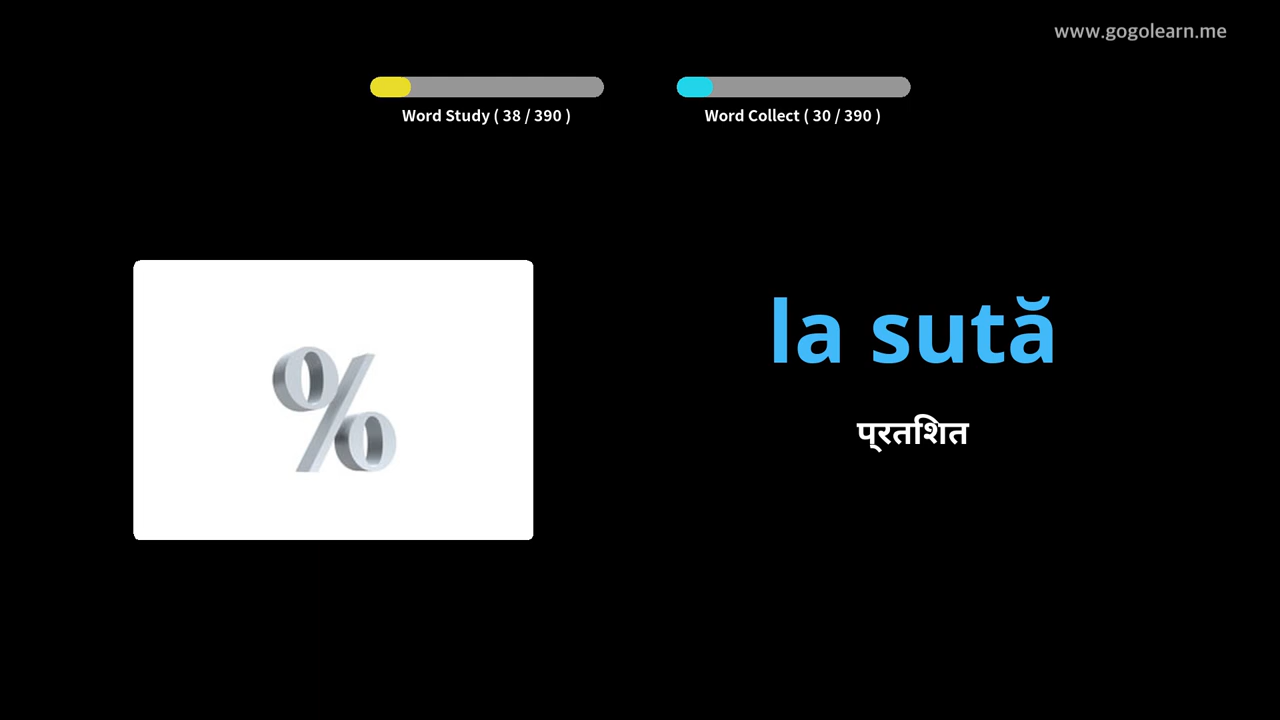 www.gogolearn.me
Word Study ( 38 / 390 )
Word Collect ( 30 / 390 )
%
la sută
प्रतिशत